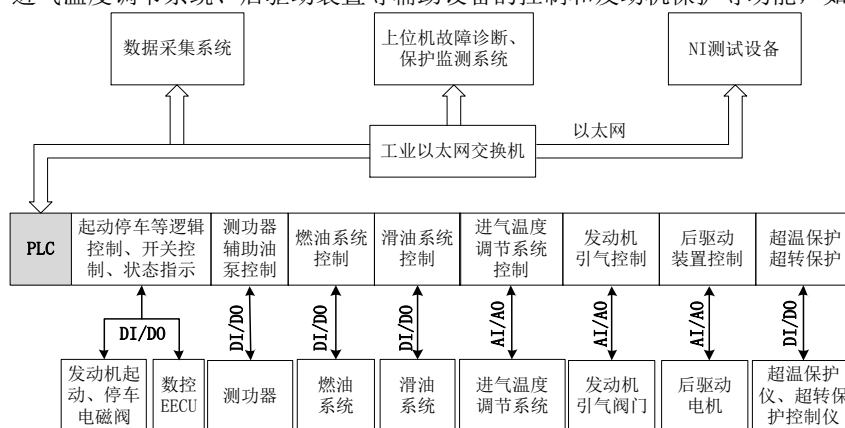 进气温度调节系统、后驱动装置等辅助设备的控制和发动机保护等功能，如
数据采集系统
上位机故障诊断、
保护监测系统
NI测试设备
以太网
工业以太网交换机
PLC
起动停车等逻辑
控制、开关控
制、状态指示
测功器
辅助油
泵控制
燃油系统
控制
滑油系统
控制
进气温度
调节系统
控制
发动机
引气控制
后驱动
装置控制
超温保护
超转保护
DI/DO
DI/DO
DI/DO
DI/DO
AI/AO
AI/AO
AI/AO
DI/DO
发动机起
动、停车
电磁阀
数控
EECU
测功器
燃油
系统
滑油
系统
进气温度
调节系统
发动机
引气阀门
后驱动
电机
超温保护
仪、超转保
护控制仪